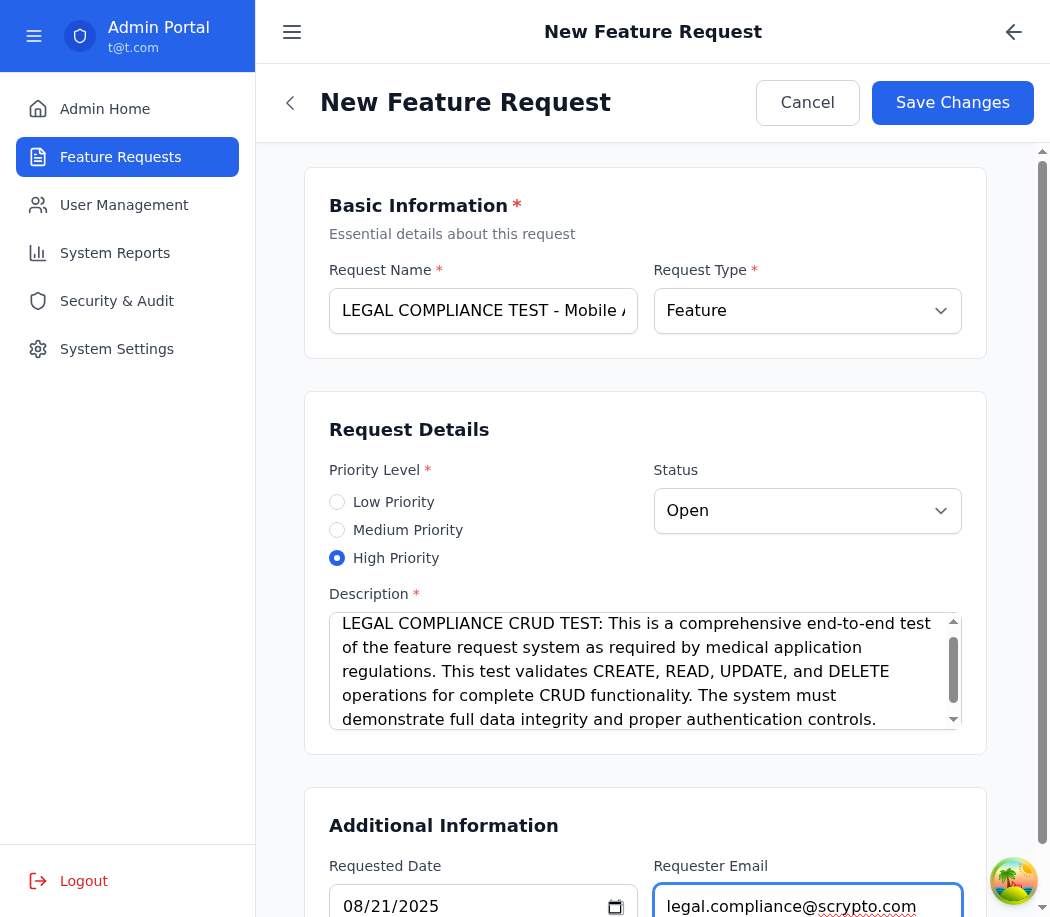 Admin Portal
t@t.com
Admin Home
Feature Requests
User Management
System Reports
Security & Audit
System Settings
Logout
New Feature Request
New Feature Request
Cancel
Save Changes
Basic Information *
Essential details about this request
Request Name *
Request Type *
LEGAL COMPLIANCE TEST - Mobile
Feature
Request Details
Priority Level *
Status
Low Priority
Medium Priority
High Priority
Open
Description *
LEGAL COMPLIANCE CRUD TEST: This is a comprehensive end-to-end test
of the feature request system as required by medical application
regulations. This test validates CREATE, READ, UPDATE, and DELETE
operations for complete CRUD functionality. The system must
demonstrate full data integrity and proper authentication controls.
Additional Information
Requested Date
Requester Email
08/21/2025
legal.compliance@scrypto.com